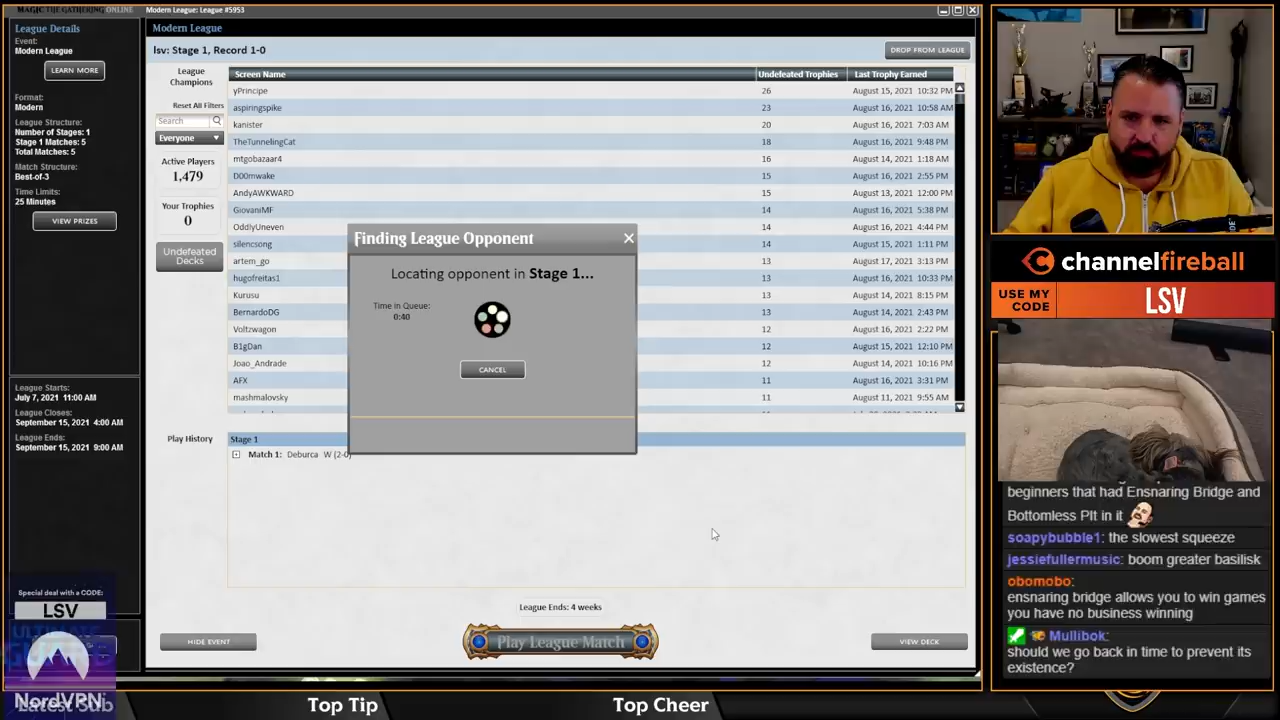 MAGIC THE GATHERING ONLINE
Modern League: League #5953
League Details
Event:
Modern League
LEARN MORE
Format:
Modern
League Structure:
Number of Stages: 1
Stage 1 Matches: 5
Total Matches: 5
Match Structure:
Best-of-3
Time Limits:
25 Minutes
VIEW PRIZES
League Starts:
July 7, 2021 11:00 AM
League Closes:
September 15, 2021 4:00 AM
League Ends:
September 15, 2021 9:00 AM
Special deal with a CODE:
LSV
NordVPN
Latest Sub
Modern League
lsv: Stage 1, Record 1-0
DROP FROM LEAGUE
League
Champions
Reset All Filters
Search
Everyone
Active Players
1,479
Your Trophies
0
Undefeated
Decks
Screen Name Undefeated Trophies Last Trophy Earned
yPrincipe 26 August 15, 2021 10:32 PM
aspiringspike 23 August 16, 2021 10:58 AM
kanister 20 August 16, 2021 7:03 AM
TheTunnelingCat 18 August 16, 2021 9:48 PM
mtgobazaar4 16 August 14, 2021 1:18 AM
D00mwake 15 August 16, 2021 2:55 PM
AndyAWKWARD 15 August 13, 2021 12:00 PM
GiovaniMF 14 August 16, 2021 5:38 PM
OddlyUneven 14 August 16, 2021 4:44 PM
silencsong 14 August 15, 2021 1:11 PM
artem_go 13 August 17, 2021 3:13 PM
hugofreitas1 13 August 16, 2021 10:33 PM
Kurusu 13 August 14, 2021 8:15 PM
BernardoDG 13 August 14, 2021 2:43 PM
Voltzwagon 12 August 16, 2021 2:22 PM
B1gDan 12 August 15, 2021 12:10 PM
Joao_Andrade 12 August 14, 2021 10:16 PM
AFX 11 August 16, 2021 3:31 PM
mashmalovsky 11 August 11, 2021 9:55 AM
Finding League Opponent
Locating opponent in Stage 1...
Time in Queue:
0:40
CANCEL
Play History
Stage 1
Match 1: Deburca W (2-0)
League Ends: 4 weeks
HIDE EVENT
Play League Match
VIEW DECK
Top Tip
Top Cheer
channelfireball
USE MY
CODE
LSV
beginners that had Ensnaring Bridge and
Bottomless PIt in it
soapybubble1: the slowest squeeze
jessiefullermusic: boom greater basilisk
obomobo:
ensnaring bridge allows you to win games
you have no business winning
Mullibok:
should we go back in time to prevent its
existence?